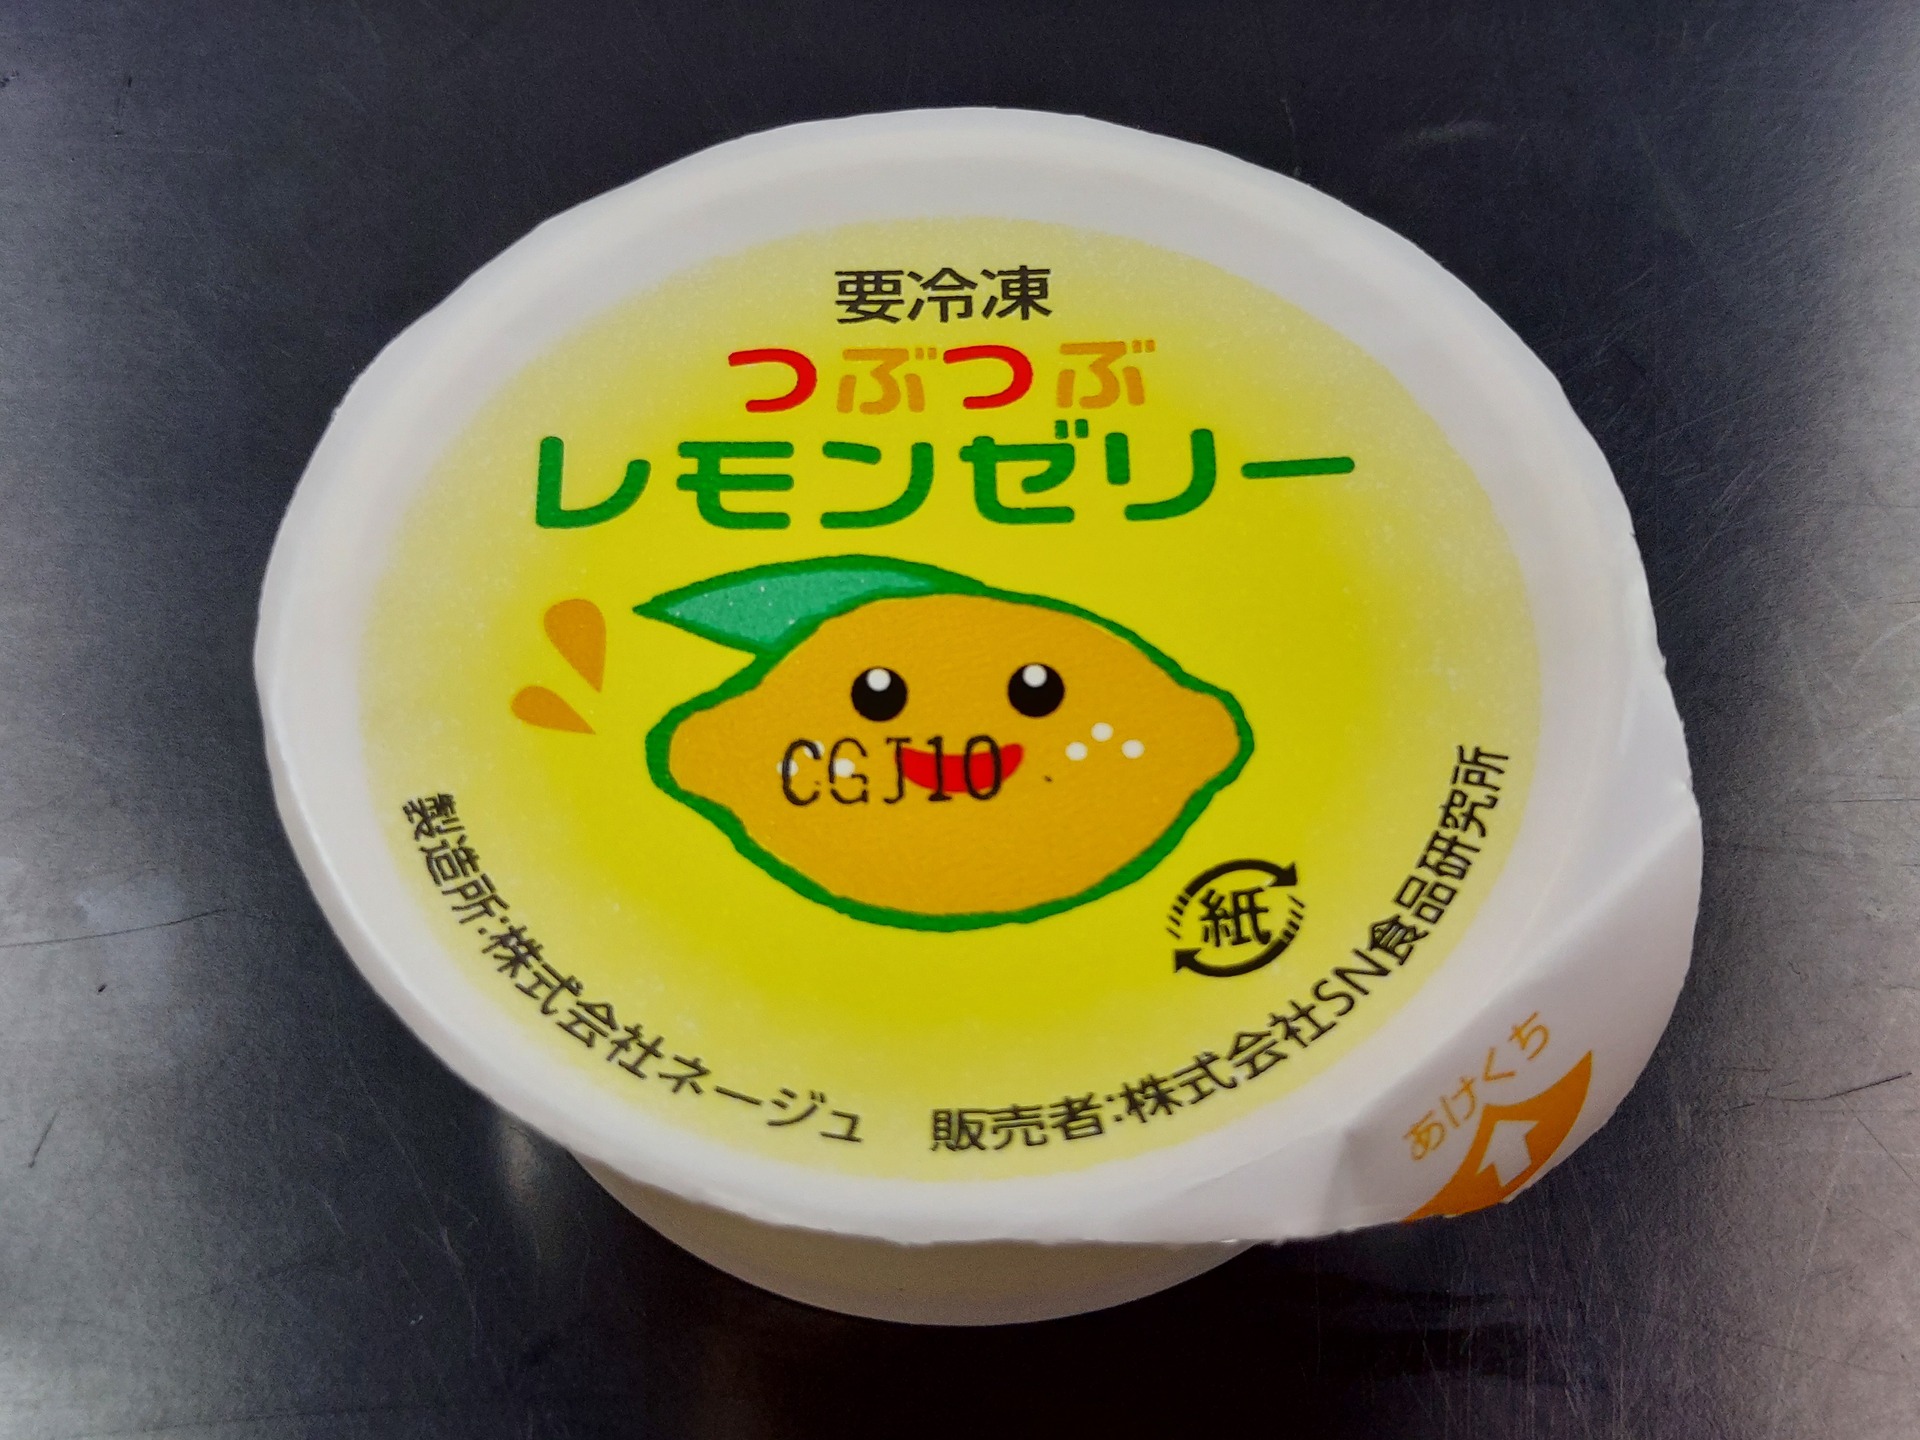 要冷凍
つぶつぶ
レモンゼリー
CGJ10
紙
製造所:株式会社ネージュ
販売者:株式会社SN食品研究所
あけくち